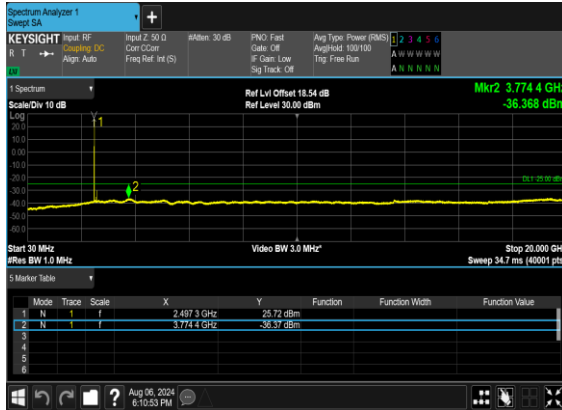 Spectrum Analyzer 1
Swept SA
+
KEYSIGHT Input: RF Input Z: 50 Ω #Atten: 30 dB PNO: Fast Avg Type: Power (RMS) 1 2 3 4 5 6
R T Coupling: DC Corr CCorr Gate: Off Avg|Hold: 100/100 A W W W W W
Align: Auto Freq Ref: Int (S) IF Gain: Low Trig: Free Run
Sig Track: Off A N N N N N
1 Spectrum Ref Lvl Offset 18.54 dB Mkr2 3.774 4 GHz
Scale/Div 10 dB Ref Level 30.00 dBm -36.368 dBm
Log
20.0
10.0
0.00
-10.0
-20.0
-30.0
-40.0
-50.0
-60.0
1
2
DL1 -25.00 dBm
Start 30 MHz Video BW 3.0 MHz* Stop 20.000 GHz
#Res BW 1.0 MHz Sweep 34.7 ms (40001 pts)
5 Marker Table
Mode Trace Scale X Y Function Function Width Function Value
1 N 1 f 2.497 3 GHz 25.72 dBm
2 N 1 f 3.774 4 GHz -36.37 dBm
3
4
5
6
? Aug 06, 2024
6:10:53 PM